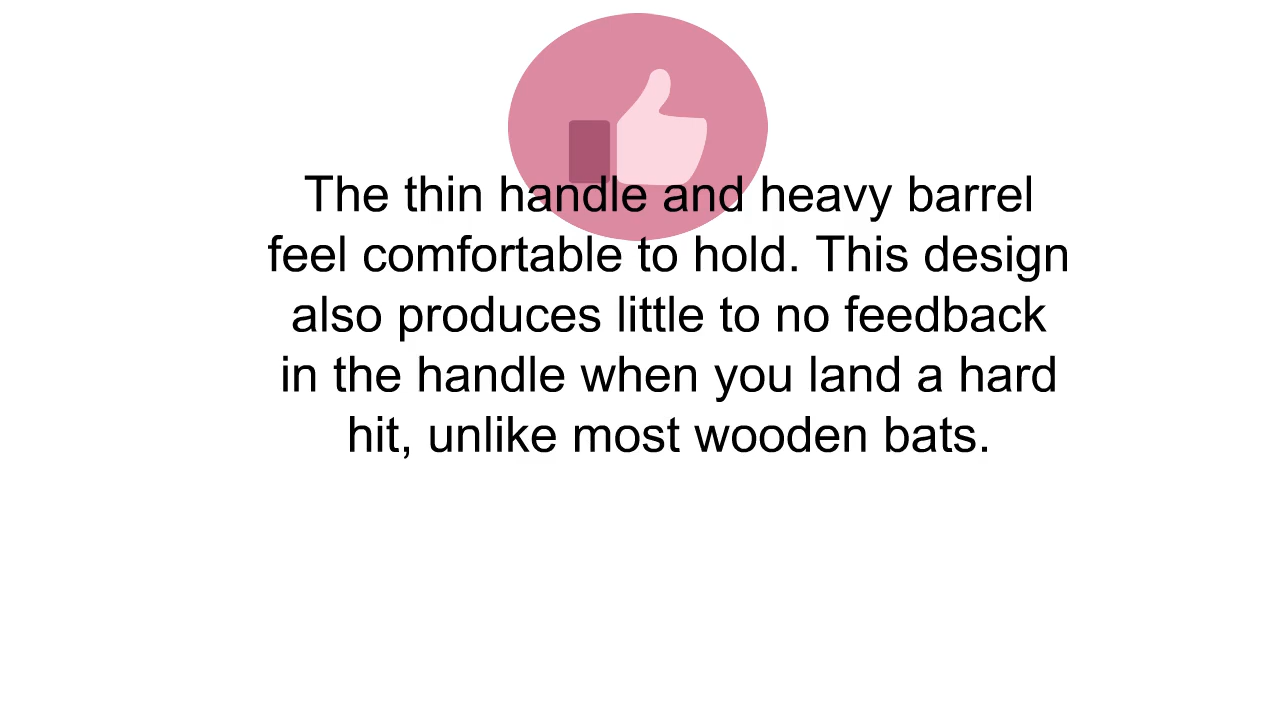 The thin handle and heavy barrel
feel comfortable to hold. This design
also produces little to no feedback
in the handle when you land a hard
hit, unlike most wooden bats.